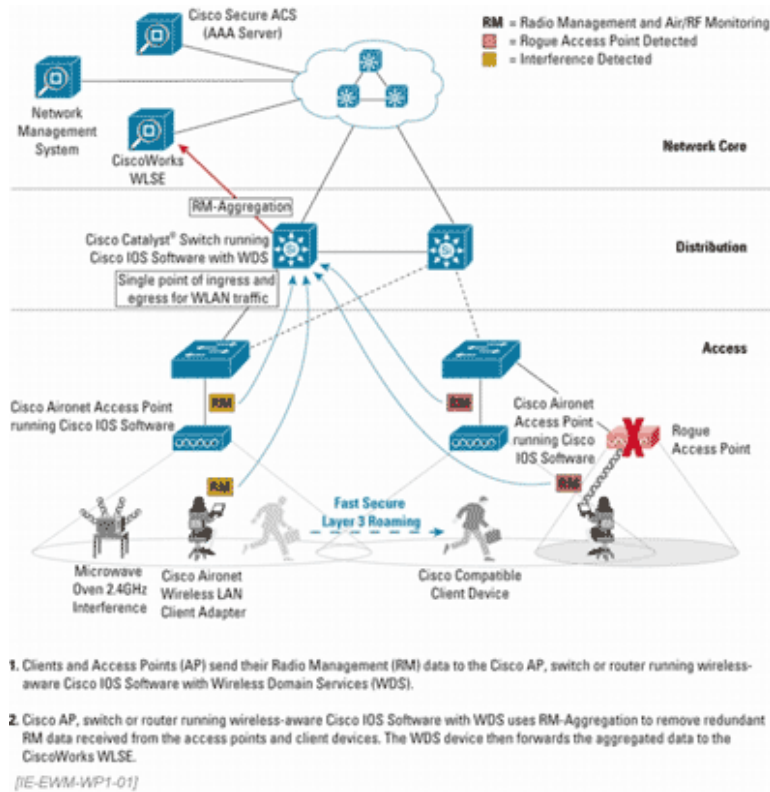 Cisco Secure ACS
(AAA Server)
RM = Radio Management and Air/RF Monitoring
= Rogue Access Point Detected
= Interference Detected
Network
Management
System
CiscoWorks
WLSE
Network Core
RM-Aggregation
Cisco Catalyst® Switch running
Cisco IOS Software with WDS
Distribution
Single point of ingress and
egress for WLAN traffic
Access
RM
RM
Cisco Aironet Access Point
running Cisco IOS Software
Cisco Aironet
Access Point
running Cisco
IOS Software
Rogue
Access Point
RM
RM
Fast Secure
Layer 3 Roaming
Microwave
Oven 2.4GHz
Interference
Cisco Aironet
Wireless LAN
Client Adapter
Cisco Compatible
Client Device
1. Clients and Access Points (AP) send their Radio Management (RM) data to the Cisco AP, switch or router running wireless-
aware Cisco IOS Software with Wireless Domain Services (WDS).
2. Cisco AP, switch or router running wireless-aware Cisco IOS Software with WDS uses RM-Aggregation to remove redundant
RM data received from the access points and client devices. The WDS device then forwards the aggregated data to the
CiscoWorks WLSE.
[IE-EWM-WP1-01]